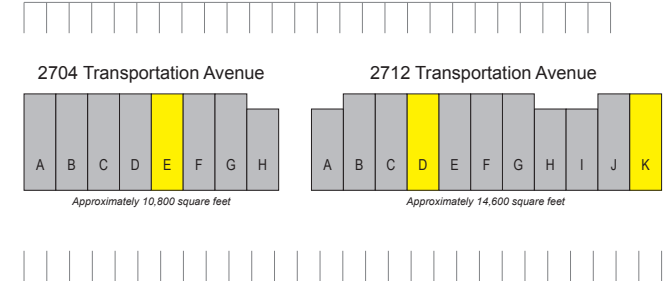 2704 Transportation Avenue
2712 Transportation Avenue
A B C D E F G H
A B C D E F G H I J K
Approximately 10,800 square feet
Approximately 14,600 square feet